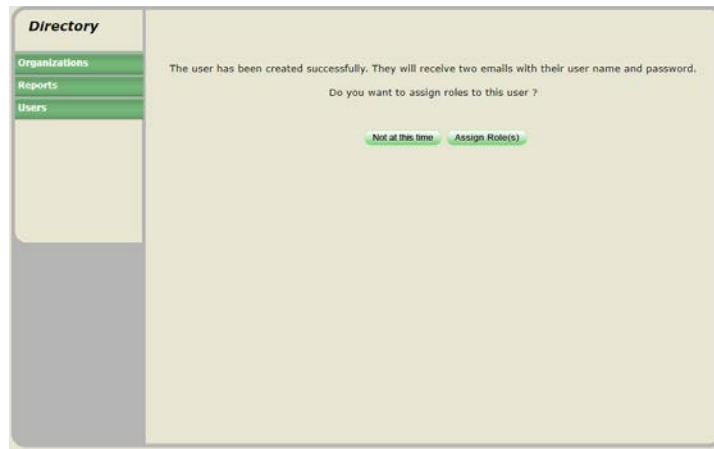 Directory
Organizations
Reports
Users
The user has been created successfully. They will receive two emails with their user name and password.
Do you want to assign roles to this user ?
Not at this time Assign Role(s)